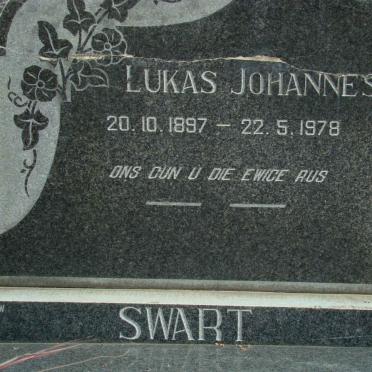 LUKAS JOHANNES
20.10.1897 – 22.5.1978
ONS GUN U DIE EWIGE RUS
SWART